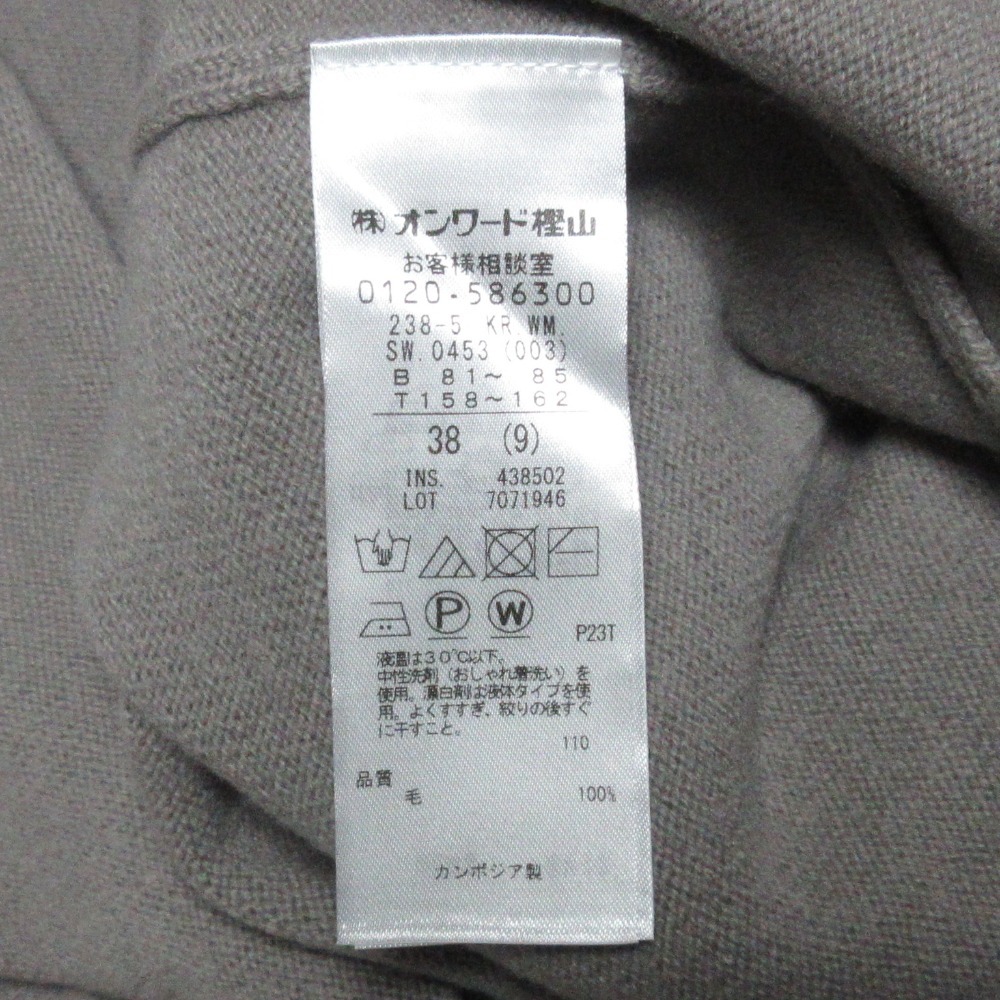 ㈱オンワード樫山
お客様相談室
0120-586300
238-5 KR.WM.
SW.0453 (003)
B 81～ 85
T158～162
38 (9)
INS. 438502
LOT 7071946
P W
P23T
液温は30℃以下。
中性洗剤（おしゃれ着洗い）を
使用。漂白剤は液体タイプを使
用。よくすすぎ、絞りの後すぐ
に干すこと。
110
品質
毛 100%
カンボジア製